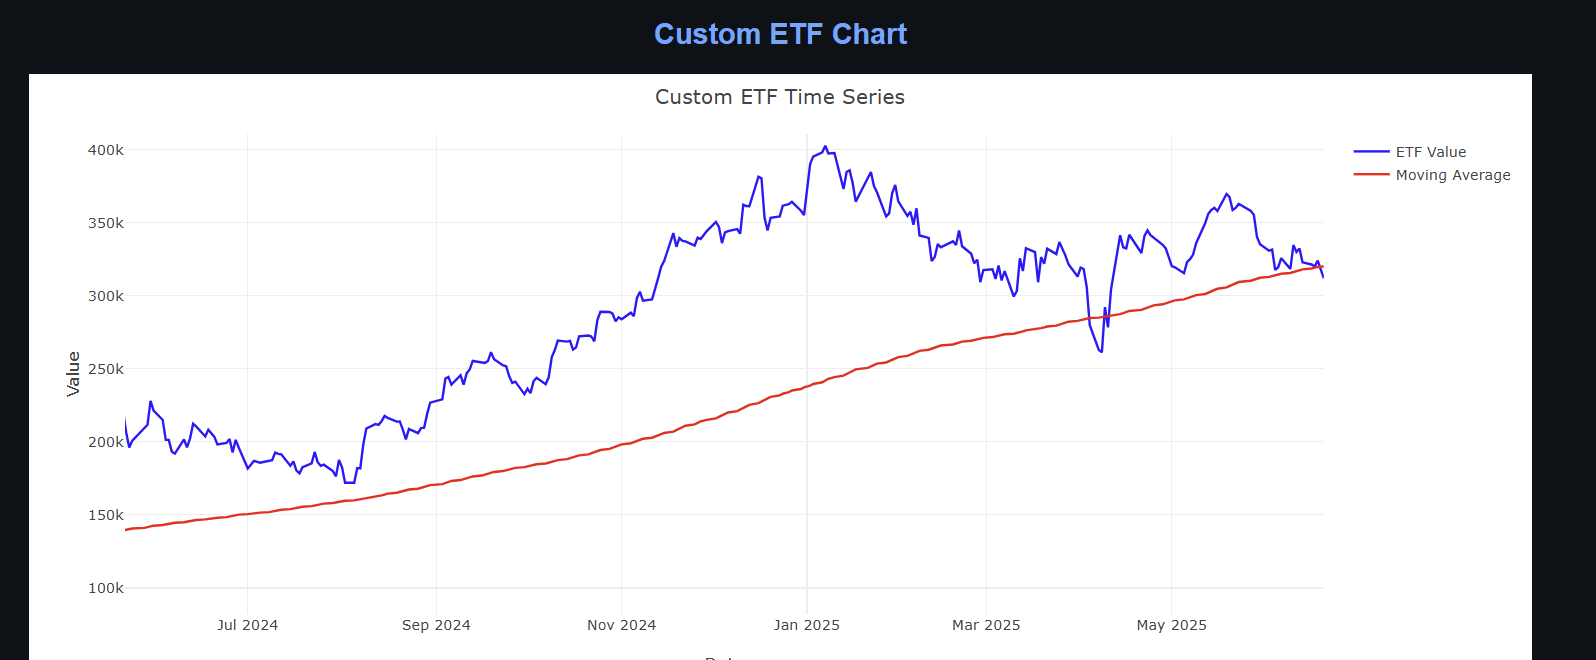 Custom ETF Chart
Custom ETF Time Series
ETF Value
Moving Average
400k
350k
300k
250k
200k
150k
100k
Value
Jul 2024
Sep 2024
Nov 2024
Jan 2025
Mar 2025
May 2025